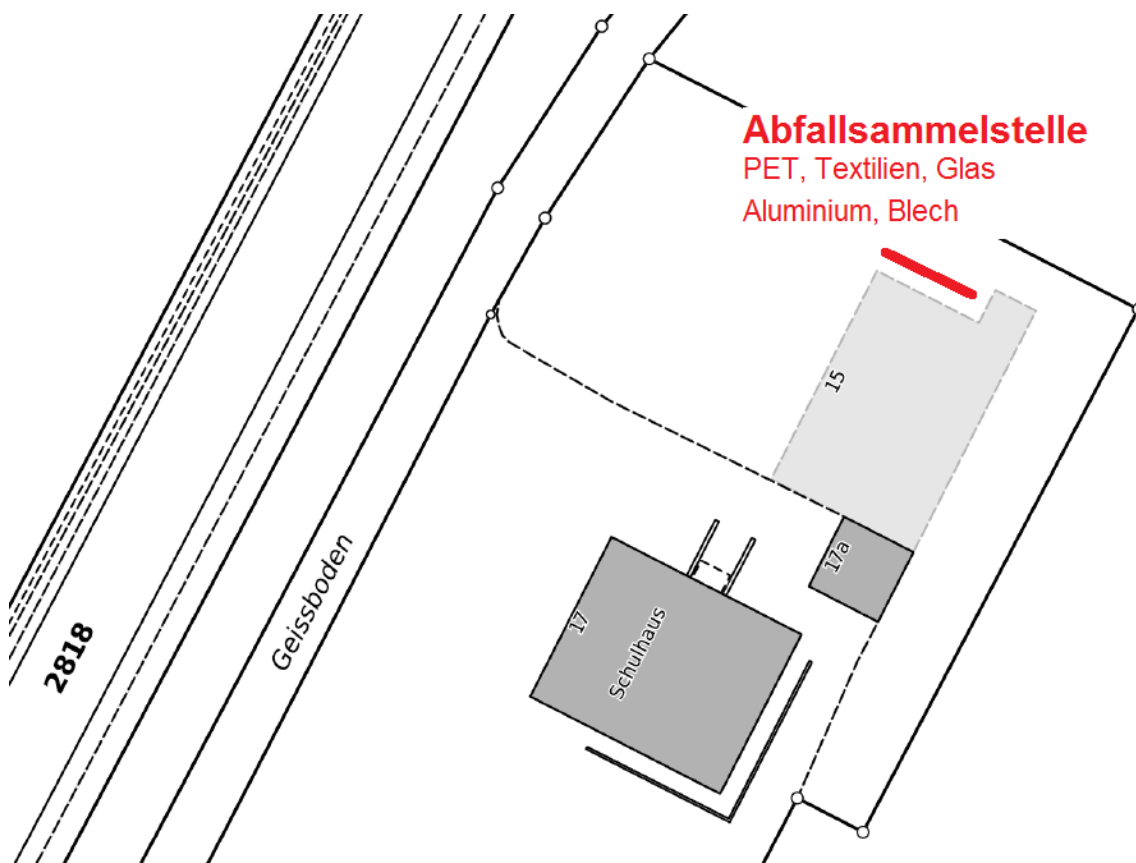 Abfallsammelstelle
PET, Textilien, Glas
Aluminium, Blech
15
17a
17
Schulhaus
Geissboden
2818